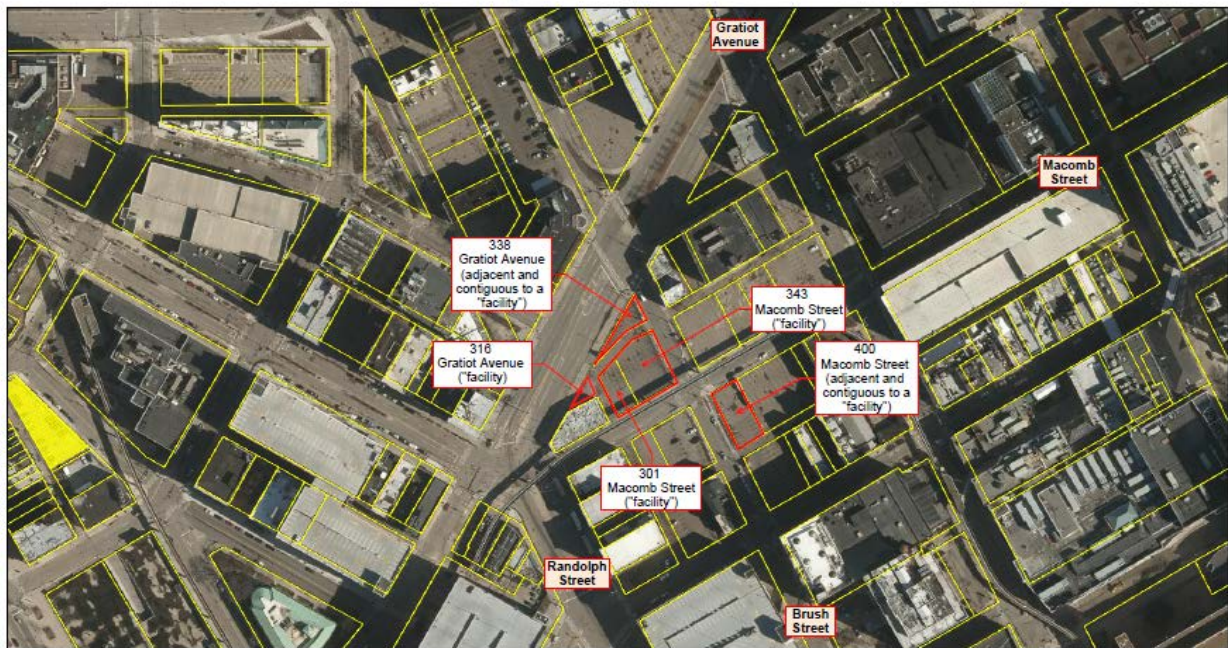 Gratiot
Avenue
Macomb
Street
338
Gratiot Avenue
(adjacent and
contiguous to a
"facility")
343
Macomb Street
("facility")
316
Gratiot Avenue
("facility)
400
Macomb Street
(adjacent and
contiguous to a
"facility")
301
Macomb Street
("facility")
Randolph
Street
Brush
Street